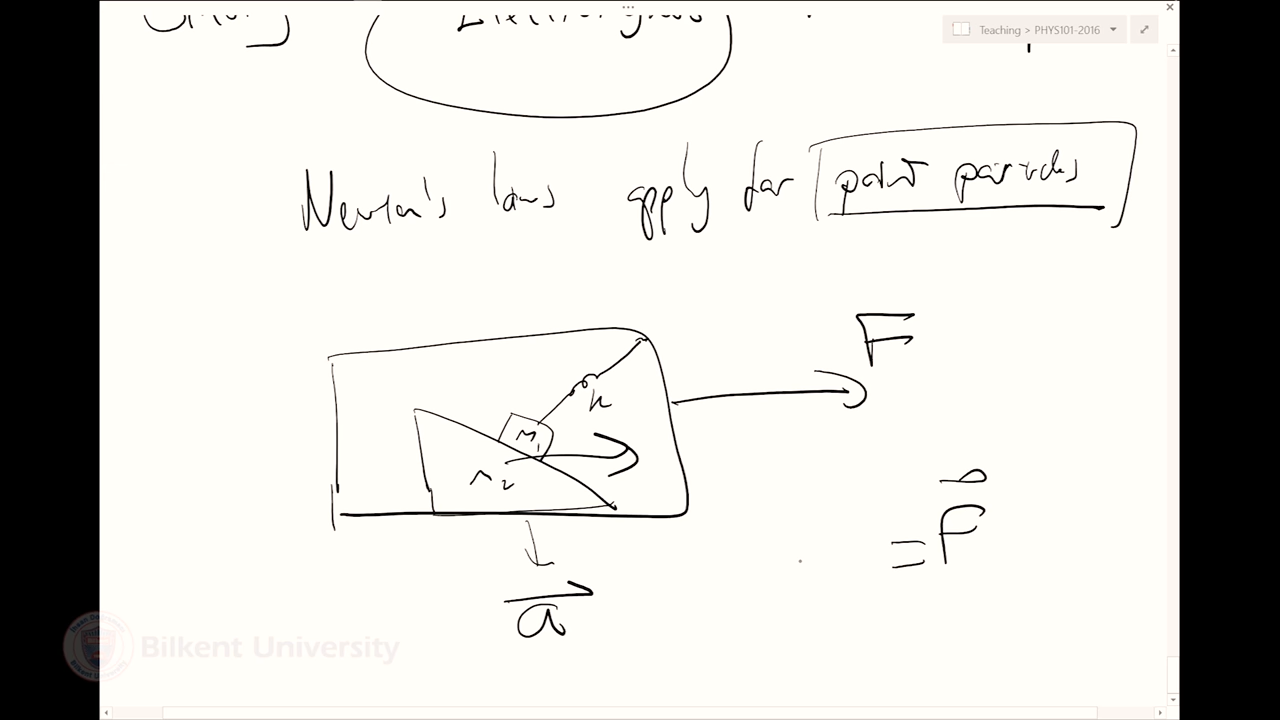 Teaching > PHYS101-2016
Newton's laws apply for point particles
F
k
M₁
M₂
= F⃗
a⃗
Bilkent University